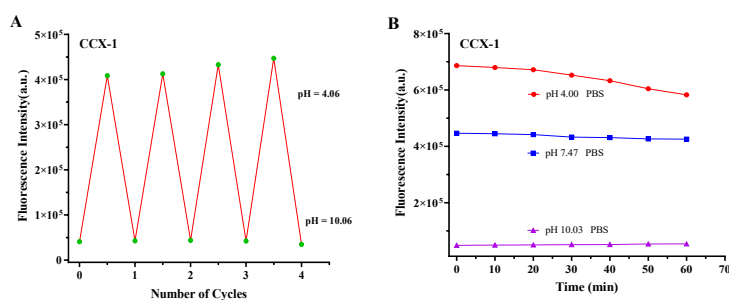 A
CCX-1
Fluorescence Intensity(a.u.)
5×10⁵
4×10⁵
3×10⁵
2×10⁵
1×10⁵
0
pH = 4.06
pH = 10.06
0 1 2 3 4
Number of Cycles
B
CCX-1
Fluorescence Intensity(a.u.)
8×10⁵
6×10⁵
4×10⁵
2×10⁵
pH 4.00 PBS
pH 7.47 PBS
pH 10.03 PBS
0 10 20 30 40 50 60 70
Time (min)